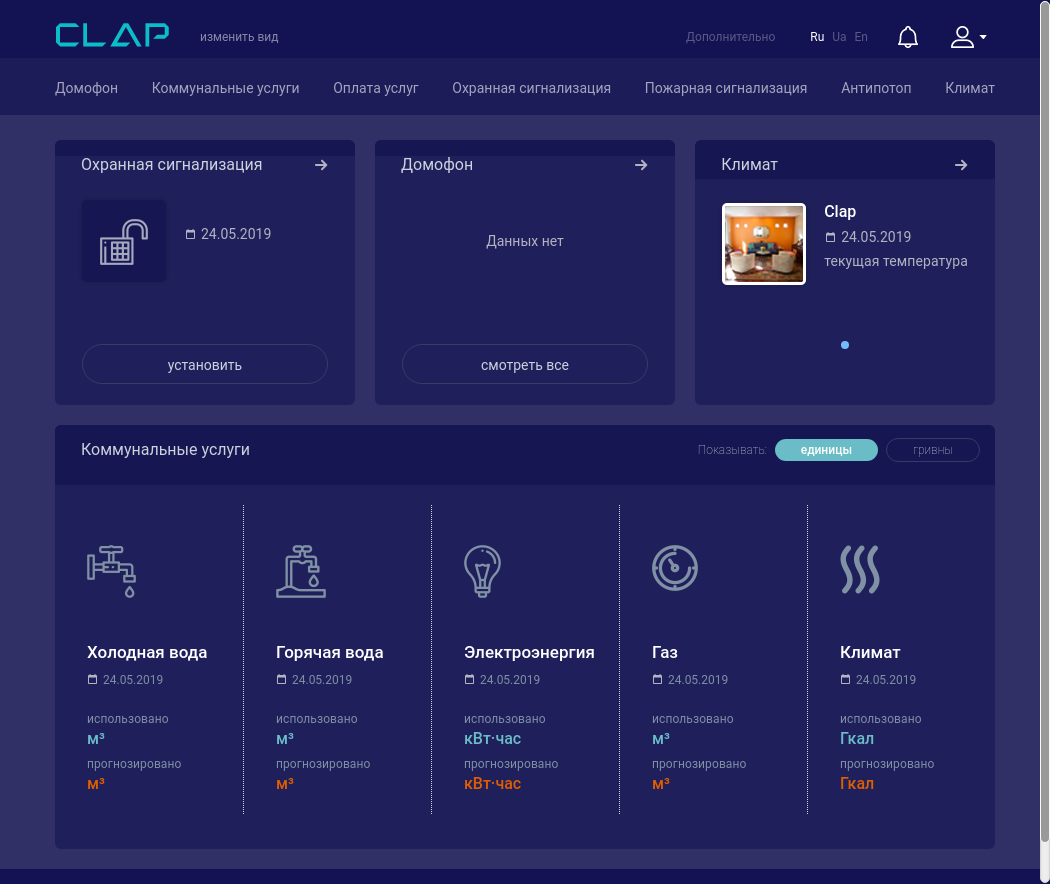 CLAP
изменить вид
Дополнительно
Ru Ua En
Домофон Коммунальные услуги Оплата услуг Охранная сигнализация Пожарная сигнализация Антипотоп Климат
Охранная сигнализация
24.05.2019
установить
Домофон
Данных нет
смотреть все
Климат
Clap
24.05.2019
текущая температура
Коммунальные услуги
Показывать: единицы гривны
Холодная вода
24.05.2019
использовано
м³
прогнозировано
м³
Горячая вода
24.05.2019
использовано
м³
прогнозировано
м³
Электроэнергия
24.05.2019
использовано
кВт·час
прогнозировано
кВт·час
Газ
24.05.2019
использовано
м³
прогнозировано
м³
Климат
24.05.2019
использовано
Гкал
прогнозировано
Гкал